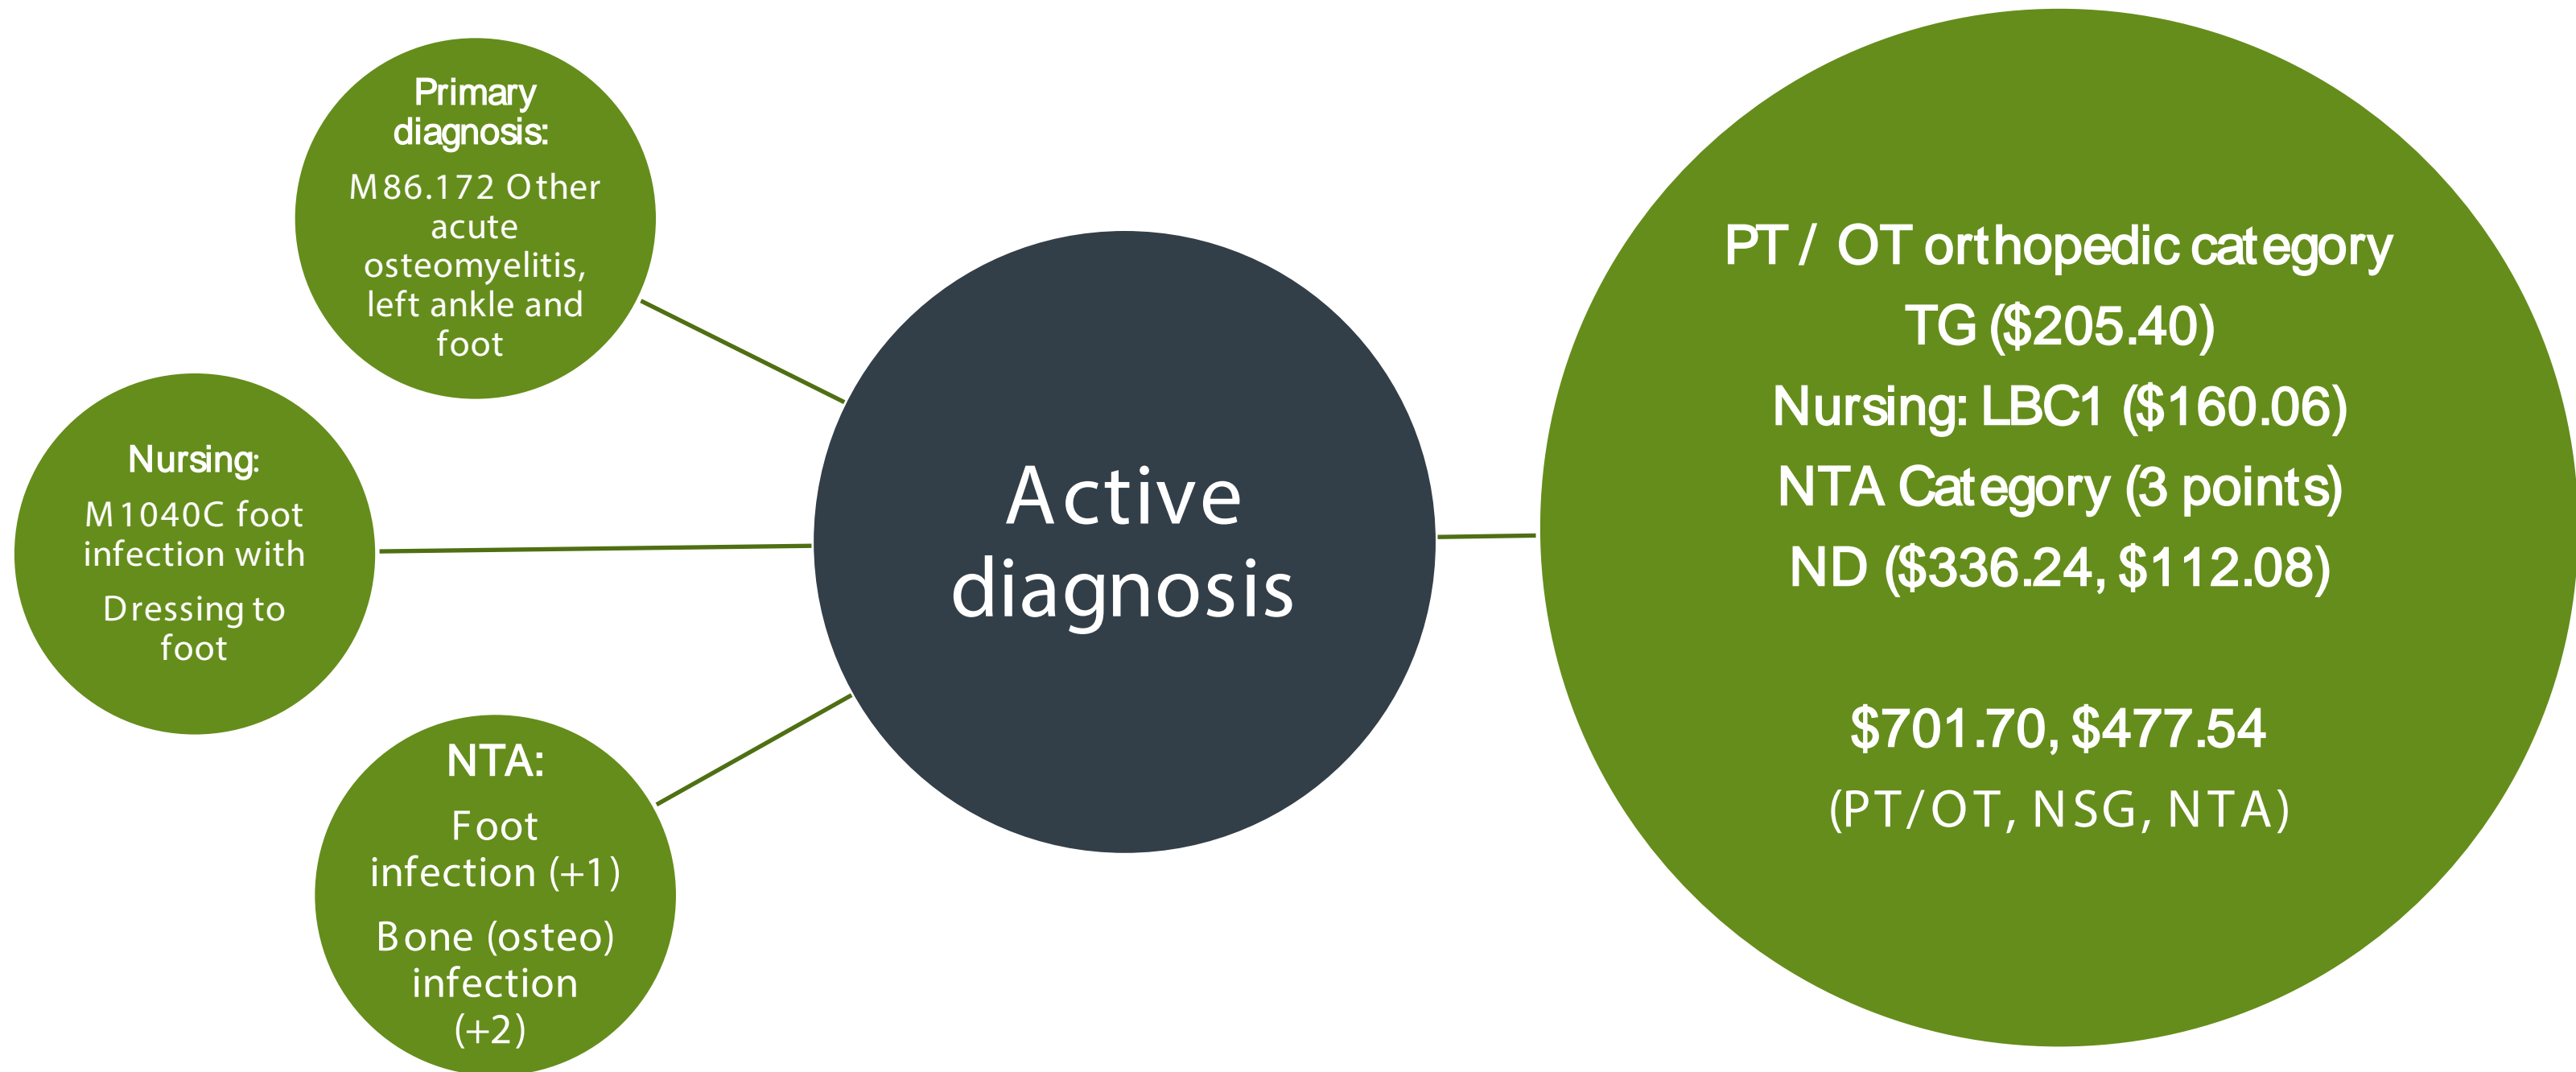 Primary
diagnosis:
M86.172 Other
acute
osteomyelitis,
left ankle and
foot
Nursing:
M1040C foot
infection with
Dressing to
foot
NTA:
Foot
infection (+1)
Bone (osteo)
infection
(+2)
Active
diagnosis
PT / OT orthopedic category
TG ($205.40)
Nursing: LBC1 ($160.06)
NTA Category (3 points)
ND ($336.24, $112.08)
$701.70, $477.54
(PT/OT, NSG, NTA)